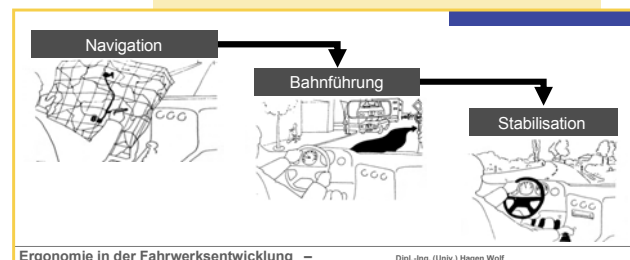 Navigation
Bahnführung
Stabilisation
Ergonomie in der Fahrwerksentwicklung –
Dipl.-Ing. (Univ.) Hagen Wolf